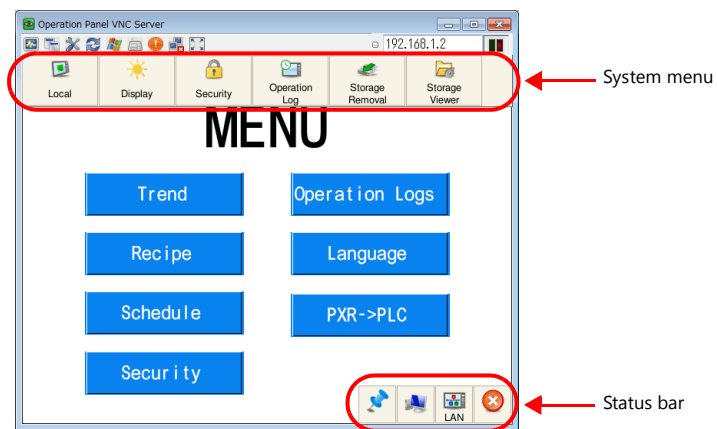 Operation Panel VNC Server
192.168.1.2
Local
Display
Security
Operation
Log
Storage
Removal
Storage
Viewer
System menu
MENU
Trend
Operation Logs
Recipe
Language
Schedule
PXR->PLC
Security
LAN
Status bar